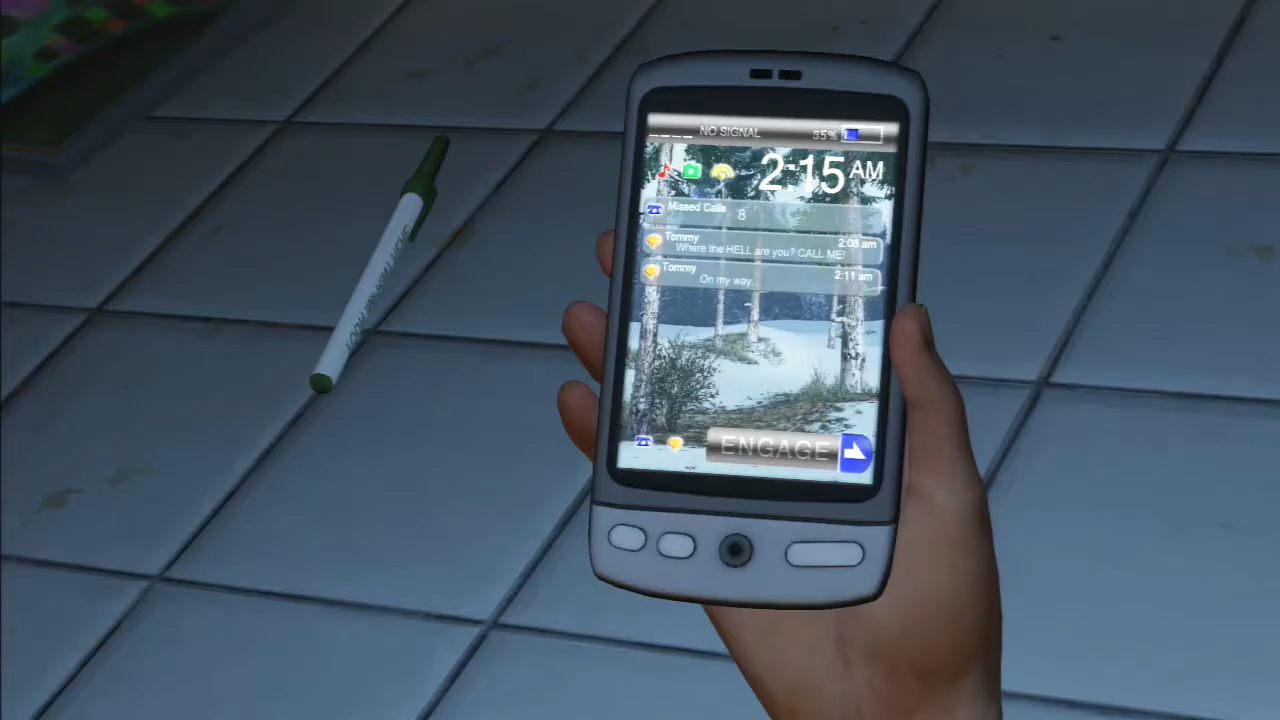 NO SIGNAL 35%
2:15 AM
Missed Calls
8
Tommy 2:08 am
Where the HELL are you? CALL ME!
Tommy 2:11 am
On my way
ENGAGE